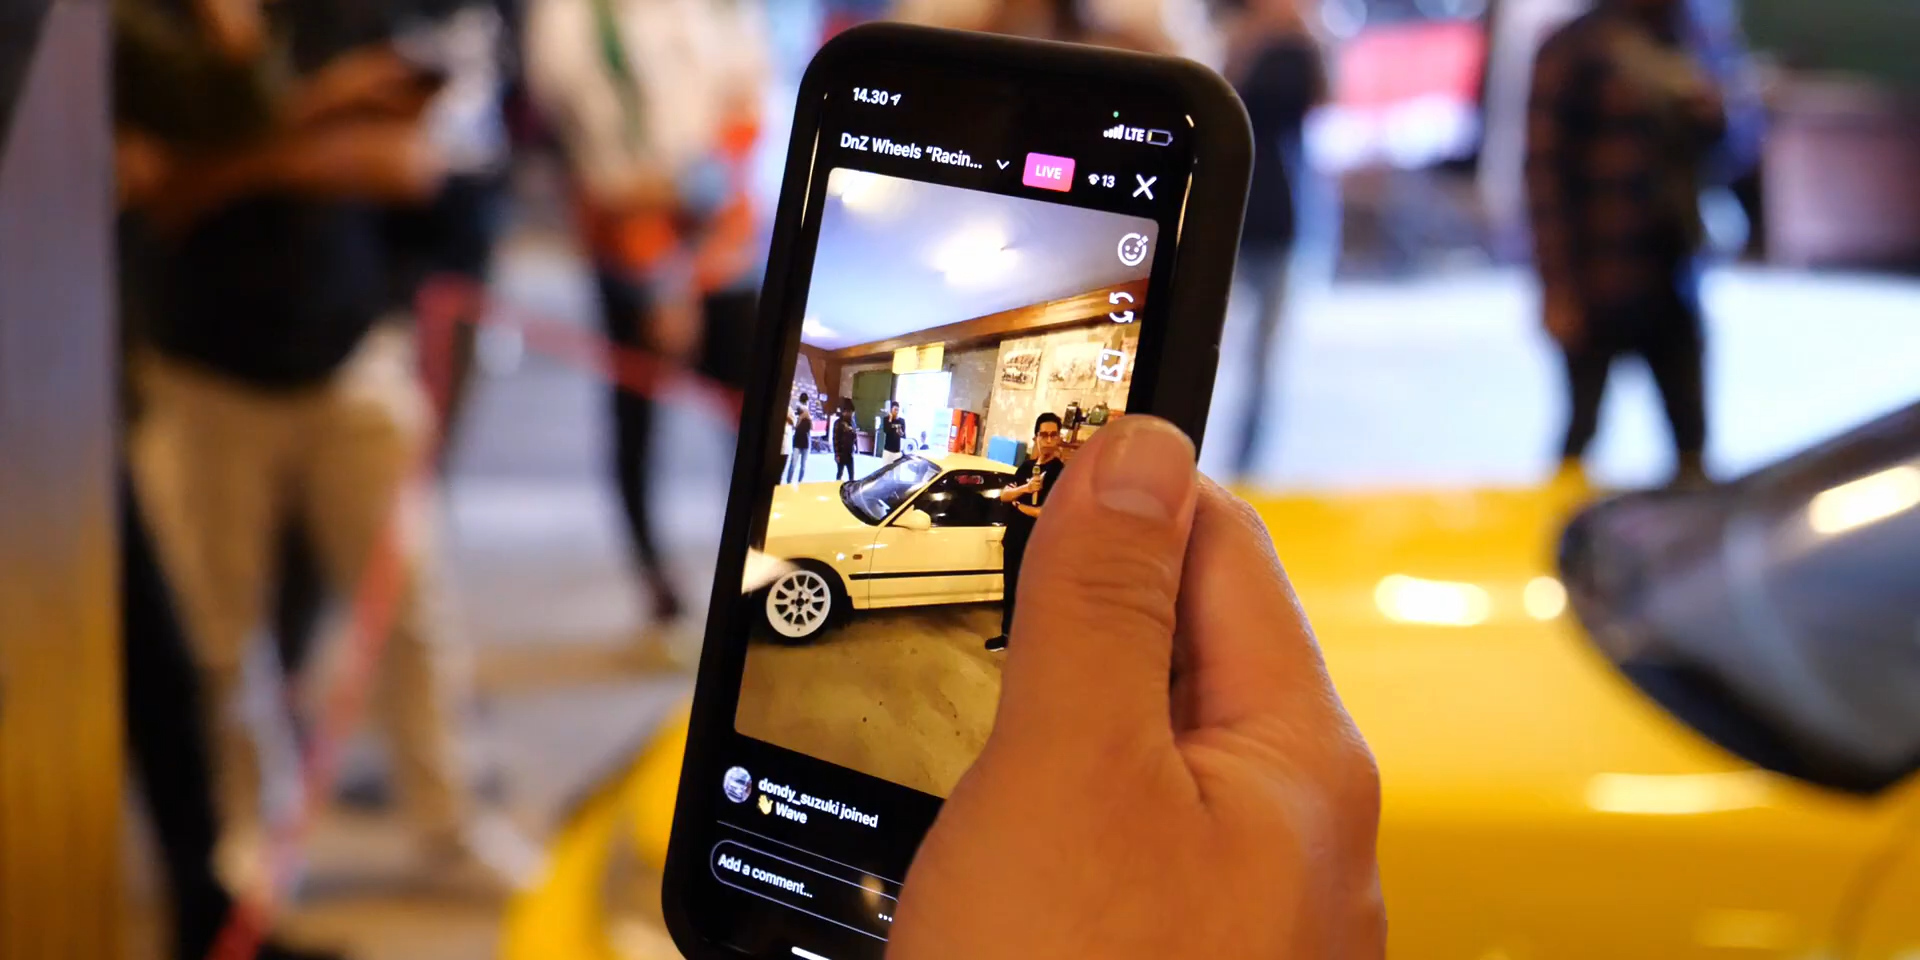 14.30
LTE
DnZ Wheels “Racin...
LIVE
13
dondy_suzuki joined
👋 Wave
Add a comment...